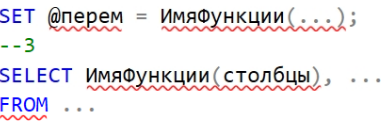 SET @перем = ИмяФункции(...);
--3
SELECT ИмяФункции(столбцы), ...
FROM ...